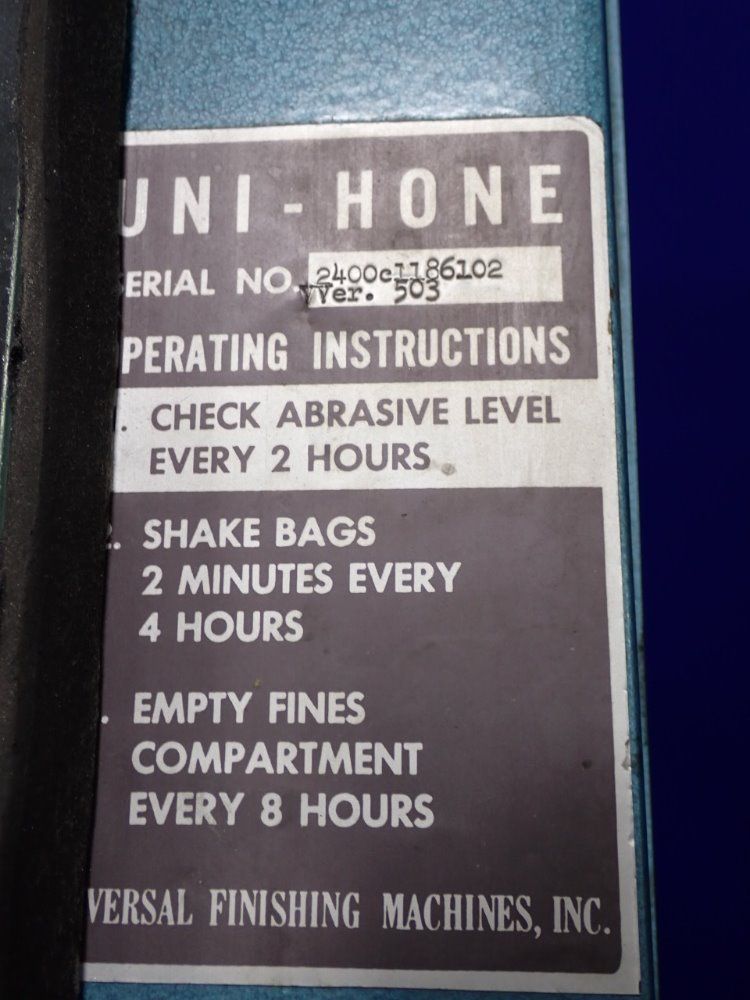 UNI-HONE
ERIAL NO. 2400c1186102
Ver. 503
PERATING INSTRUCTIONS
. CHECK ABRASIVE LEVEL
EVERY 2 HOURS
2. SHAKE BAGS
2 MINUTES EVERY
4 HOURS
. EMPTY FINES
COMPARTMENT
EVERY 8 HOURS
VERSAL FINISHING MACHINES, INC.